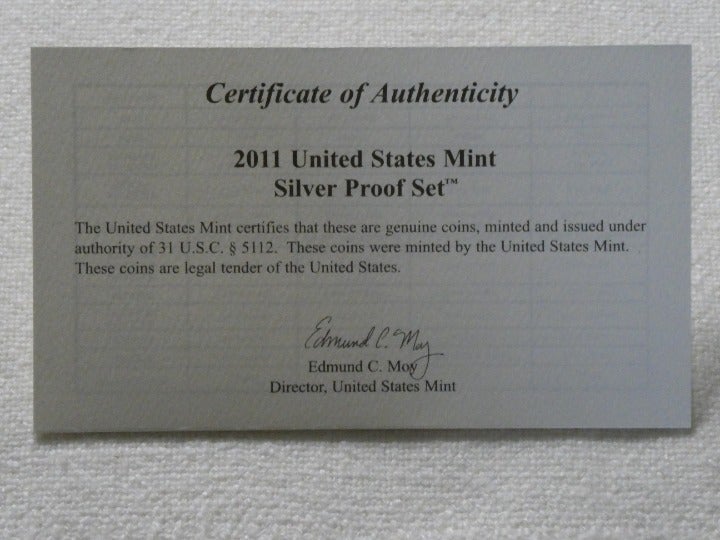 Certificate of Authenticity
2011 United States Mint
Silver Proof Set™
The United States Mint certifies that these are genuine coins, minted and issued under
authority of 31 U.S.C. § 5112. These coins were minted by the United States Mint.
These coins are legal tender of the United States.
Edmund C. Moy
Edmund C. Moy
Director, United States Mint